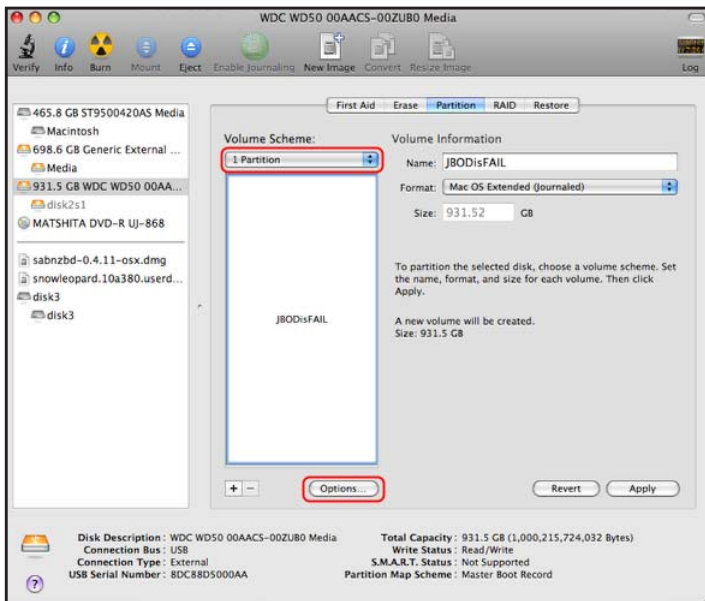 WDC WD50 00AACS-00ZUB0 Media
Verify Info Burn Mount Eject Enable Journaling New Image Convert Resize Image Log
First Aid Erase Partition RAID Restore
465.8 GB ST9500420AS Media
Macintosh
698.6 GB Generic External ...
Media
931.5 GB WDC WD50 00AA...
disk2s1
MATSHITA DVD-R UJ-868
sabnzbd-0.4.11-osx.dmg
snowleopard.10a380.userd...
disk3
disk3
Volume Scheme:
1 Partition
JBODisFAIL
+ -
Options...
Volume Information
Name: JBODisFAIL
Format: Mac OS Extended (Journaled)
Size: 931.52 GB
To partition the selected disk, choose a volume scheme. Set
the name, format, and size for each volume. Then click
Apply.
A new volume will be created.
Size: 931.5 GB
Revert Apply
Disk Description : WDC WD50 00AACS-00ZUB0 Media
Connection Bus : USB
Connection Type : External
USB Serial Number : 8DC88D5000AA
Total Capacity : 931.5 GB (1,000,215,724,032 Bytes)
Write Status : Read/Write
S.M.A.R.T. Status : Not Supported
Partition Map Scheme : Master Boot Record
?